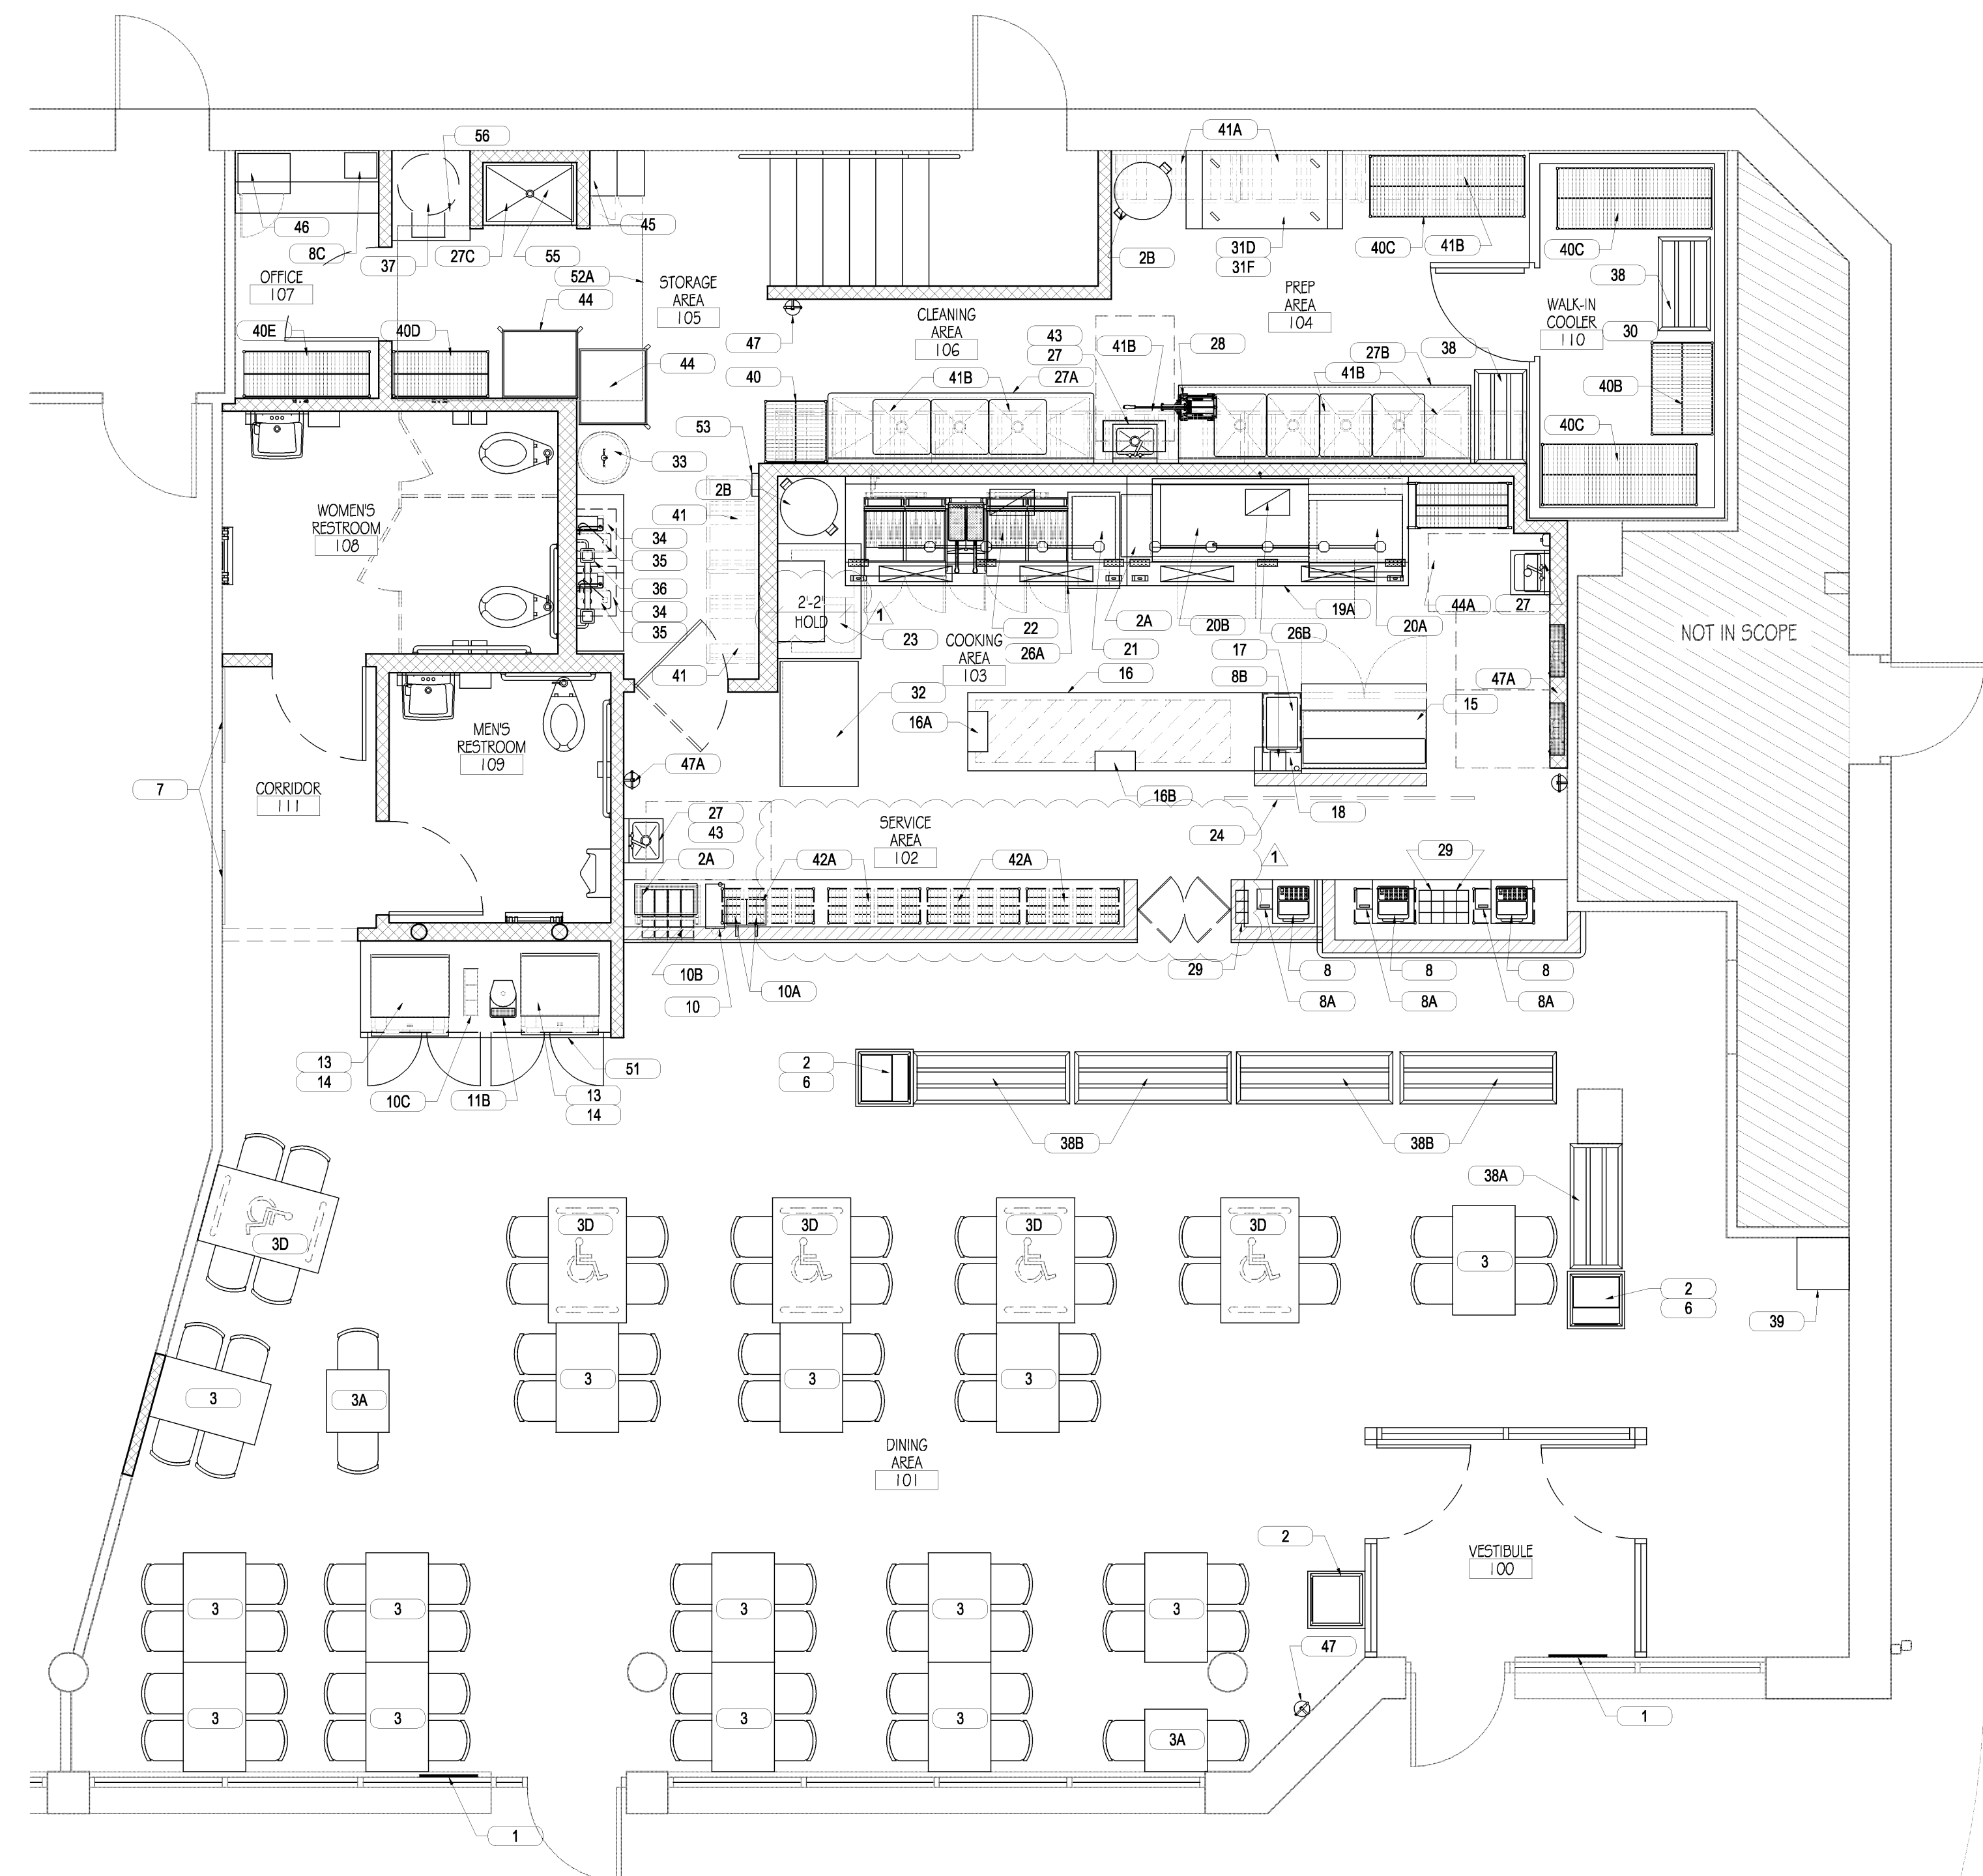 56
41A
46
45
8C
37
27C
55
31D
31F
40C
41B
40C
38
2B
52A
44
OFFICE
107
STORAGE
AREA
105
PREP
AREA
104
WALK-IN
COOLER
110
30
40E
40D
CLEANING
AREA
106
47
43
27
41B
28
27B
38
44
40
41B
27A
41B
40B
53
40C
33
2B
WOMEN'S
RESTROOM
108
41
34
35
36
34
35
2'-2"
HOLD
1
23
22
COOKING
AREA
103
26A
21
2A
20B
26B
19A
20A
44A
27
NOT IN SCOPE
41
32
16
17
8B
47A
15
16A
MEN'S
RESTROOM
109
47A
CORRIDOR
111
7
16B
18
24
27
43
SERVICE
AREA
102
2A
42A
42A
1
29
10B
10
10A
29
8
8A
8
8A
8
8A
13
14
10C
11B
51
13
14
2
6
38B
38B
38A
3D
3D
3D
3D
3D
3
2
6
39
3
3A
3
3
3
DINING
AREA
101
2
VESTIBULE
100
3
3
3
3
3
47
3
3
3
3
3A
1
1